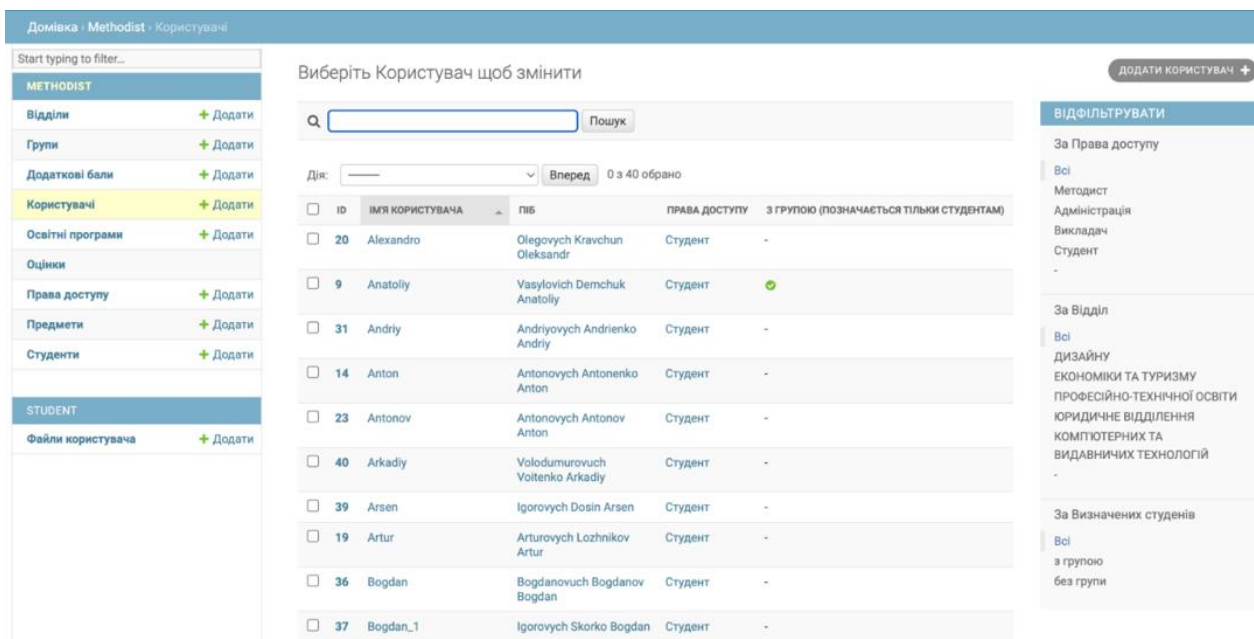 Домівка › Methodist › Користувачі
Start typing to filter...
METHODIST
Відділи + Додати
Групи + Додати
Додаткові бали + Додати
Користувачі + Додати
Освітні програми + Додати
Оцінки
Права доступу + Додати
Предмети + Додати
Студенти + Додати
STUDENT
Файли користувача + Додати
Виберіть Користувач щоб змінити
ДОДАТИ КОРИСТУВАЧ +
Пошук
Дія: --------- Вперед 0 з 40 обрано
ID ІМ'Я КОРИСТУВАЧА ПІБ ПРАВА ДОСТУПУ З ГРУПОЮ (ПОЗНАЧАЄТЬСЯ ТІЛЬКИ СТУДЕНТАМ)
20 Alexandro Olegovych Kravchun Студент -
Oleksandr
9 Anatoliy Vasylovich Demchuk Студент
Anatoliy
31 Andriy Andriyovych Andrienko Студент -
Andriy
14 Anton Antonovych Antonenko Студент -
Anton
23 Antonov Antonovych Antonov Студент -
Anton
40 Arkadiy Volodumurovuch Студент -
Voitenko Arkadiy
39 Arsen Igorovych Dosin Arsen Студент -
19 Artur Arturovych Lozhnikov Студент -
Artur
36 Bogdan Bogdanovuch Bogdanov Студент -
Bogdan
37 Bogdan_1 Igorovych Skorko Bogdan Студент -
ВІДФІЛЬТРУВАТИ
За Права доступу
Всі
Методист
Адміністрація
Викладач
Студент
-
За Відділ
Всі
ДИЗАЙНУ
ЕКОНОМІКИ ТА ТУРИЗМУ
ПРОФЕСІЙНО-ТЕХНІЧНОЇ ОСВІТИ
ЮРИДИЧНЕ ВІДДІЛЕННЯ
КОМП'ЮТЕРНИХ ТА
ВИДАВНИЧИХ ТЕХНОЛОГІЙ
-
За Визначених студенів
Всі
з групою
без групи